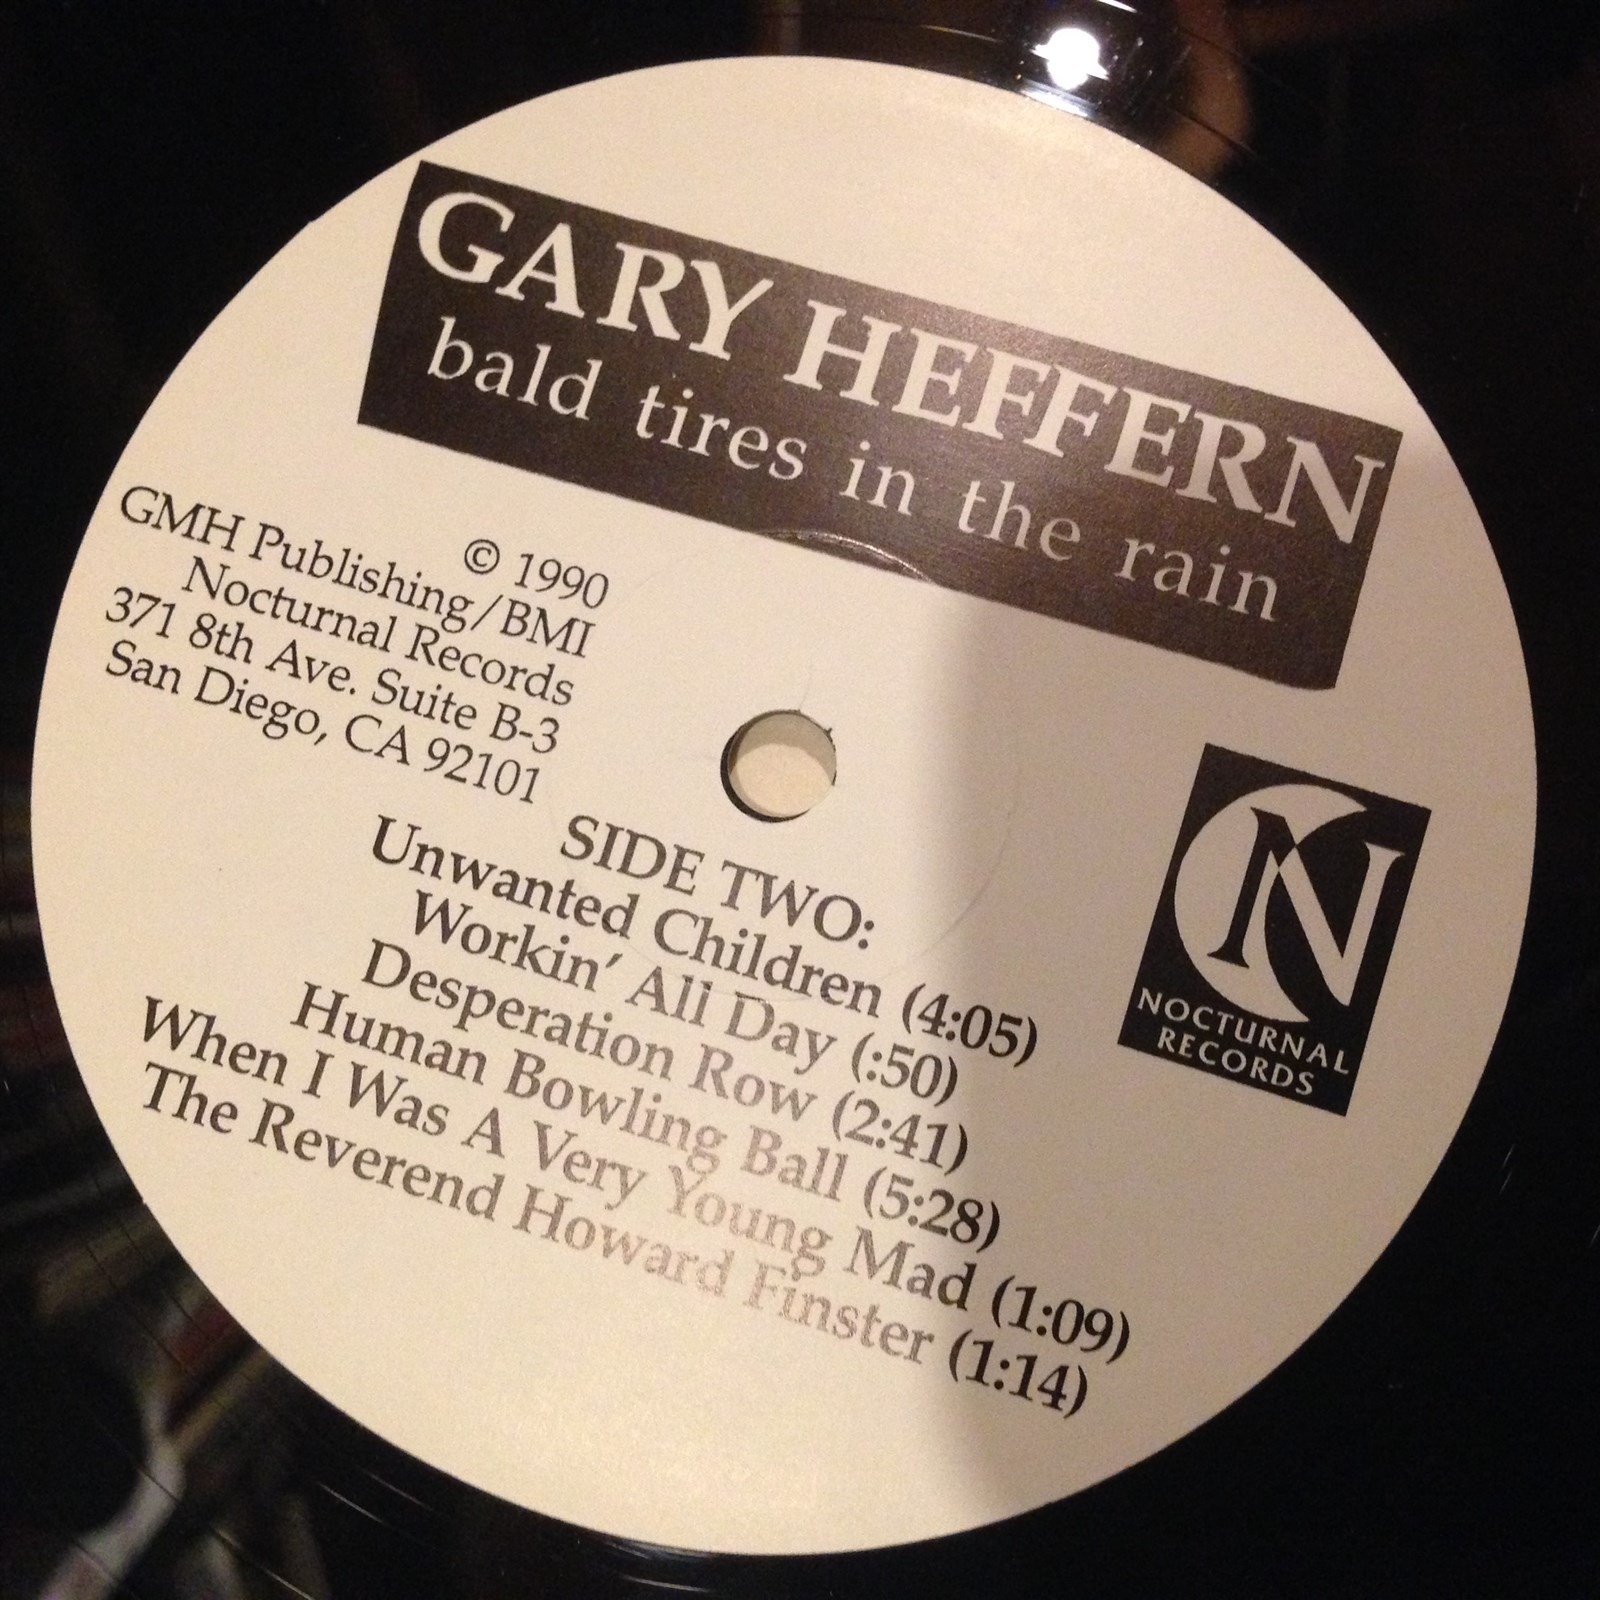 GARY HEFFERN
bald tires in the rain
© 1990
GMH Publishing/BMI
Nocturnal Records
371 8th Ave. Suite B-3
San Diego, CA 92101
N
NOCTURNAL
RECORDS
SIDE TWO:
Unwanted Children (4:05)
Workin' All Day (:50)
Desperation Row (2:41)
Human Bowling Ball (5:28)
When I Was A Very Young Mad (1:09)
The Reverend Howard Finster (1:14)